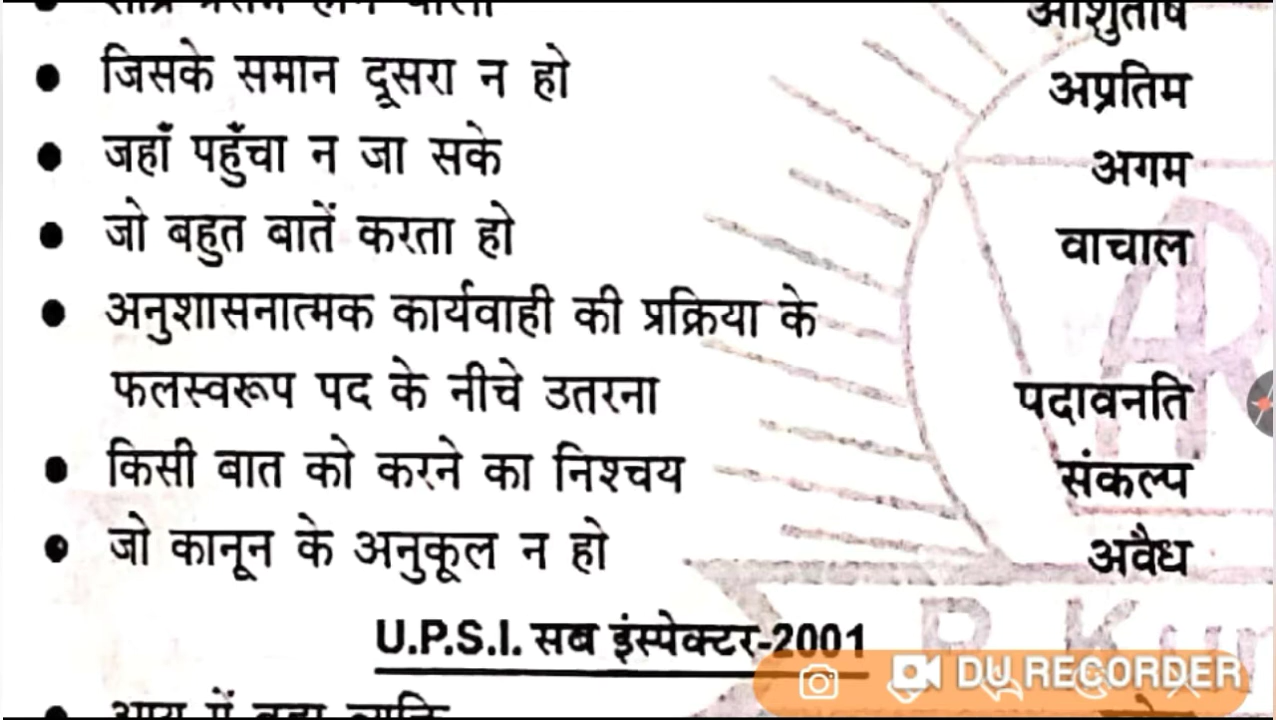 आशुतोष
जिसके समान दूसरा न हो अप्रतिम
जहाँ पहुँचा न जा सके अगम
जो बहुत बातें करता हो वाचाल
अनुशासनात्मक कार्यवाही की प्रक्रिया के
फलस्वरूप पद के नीचे उतरना पदावनति
किसी बात को करने का निश्चय संकल्प
जो कानून के अनुकूल न हो अवैध
U.P.S.I. सब इंस्पेक्टर-2001
DU RECORDER